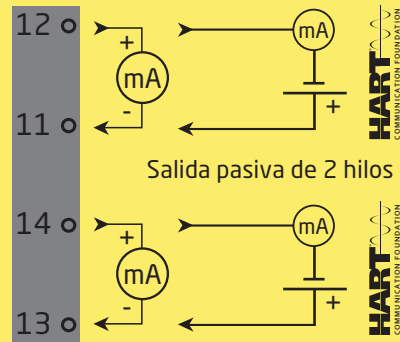 12
+
mA
-
11
mA
+
HART
COMMUNICATION FOUNDATION
Salida pasiva de 2 hilos
14
+
mA
-
13
mA
+
HART
COMMUNICATION FOUNDATION